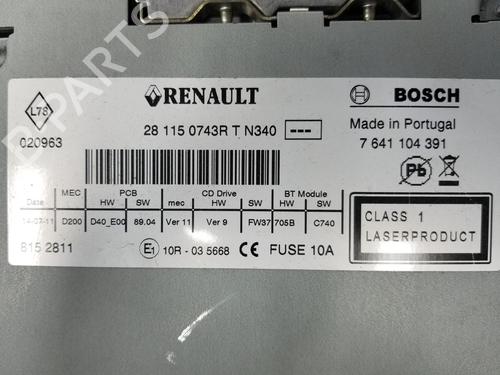 B-PARTS
L78
020963
RENAULT
28 115 0743R T N340 ---
BOSCH
Made in Portugal
7 641 104 391
Pb
MEC PCB CD Drive BT Module
Date HW SW mec HW SW HW SW
14-07-11 D200 D40_E00 89.04 Ver 11 Ver 9 FW37 705B C740
815 2811
E1 10R - 03 5668 CE FUSE 10A
CLASS 1
LASERPRODUCT